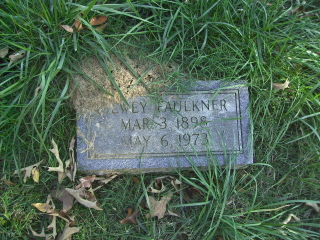 FAULKNER
MAR. 3 1898
MAY 6, 1973